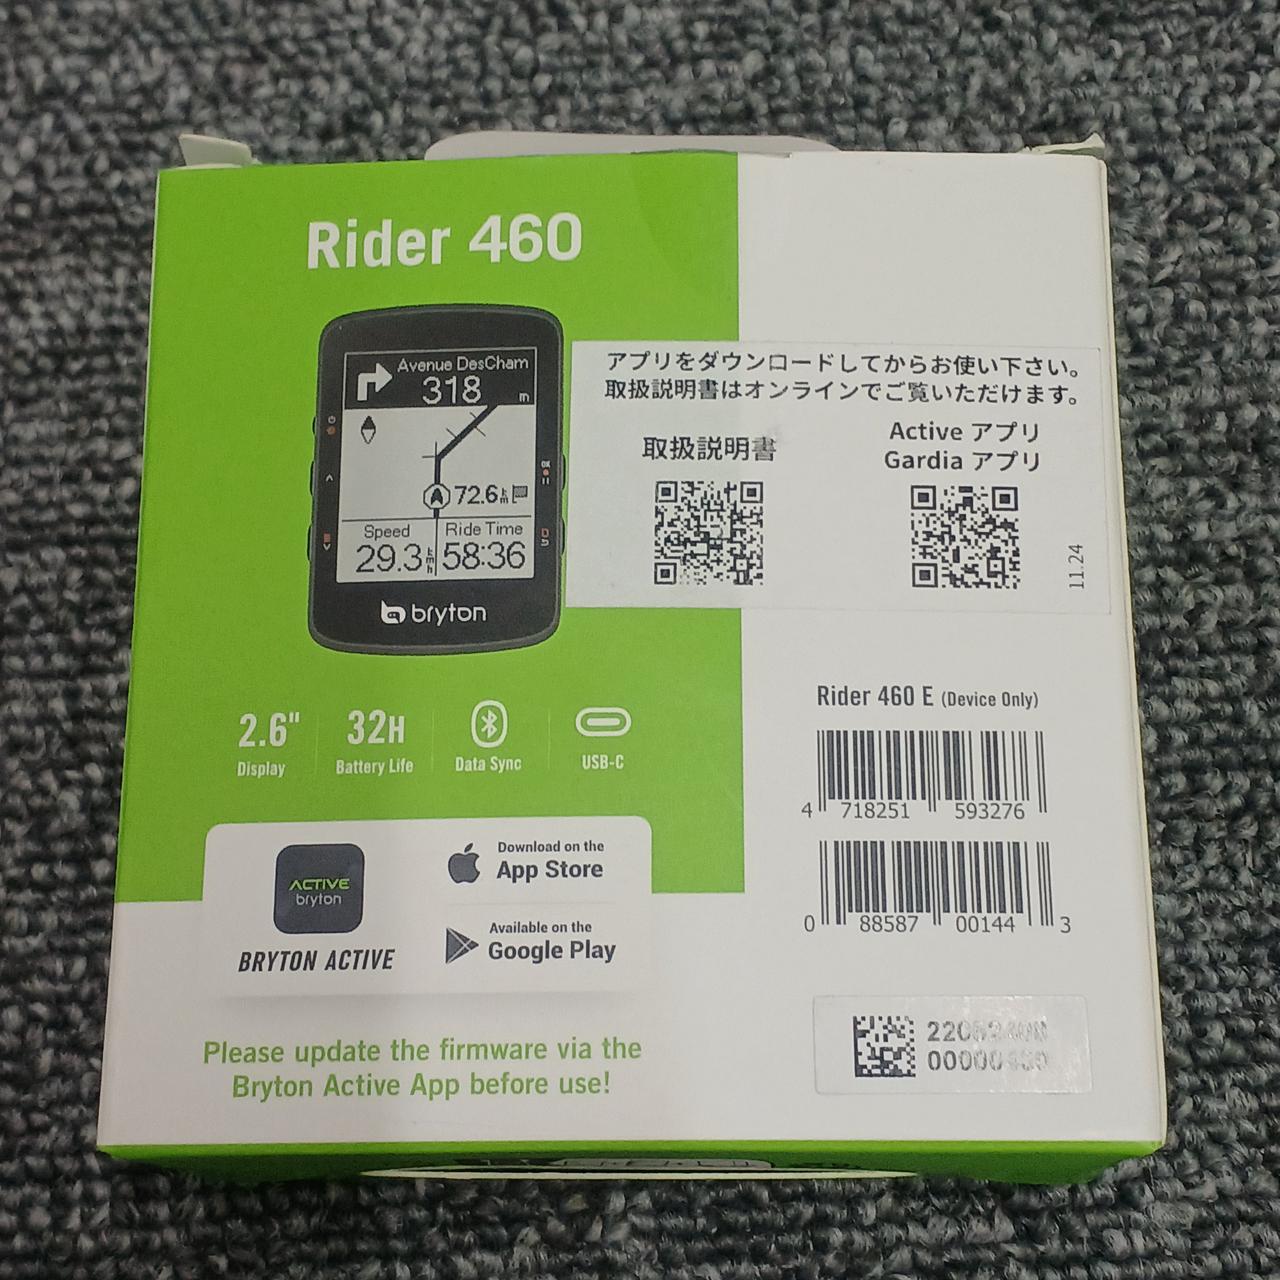 Rider 460
Avenue DesCham
318 m
72.6 km
Speed
Ride Time
29.3 km/h
58:36
bryton
アプリをダウンロードしてからお使い下さい。
取扱説明書はオンラインでご覧いただけます。
取扱説明書
Active アプリ
Gardia アプリ
11.24
2.6"
Display
32H
Battery Life
Data Sync
USB-C
Rider 460 E (Device Only)
4 718251 593276
0 88587 00144 3
ACTIVE
bryton
BRYTON ACTIVE
Download on the
App Store
Available on the
Google Play
Please update the firmware via the
Bryton Active App before use!